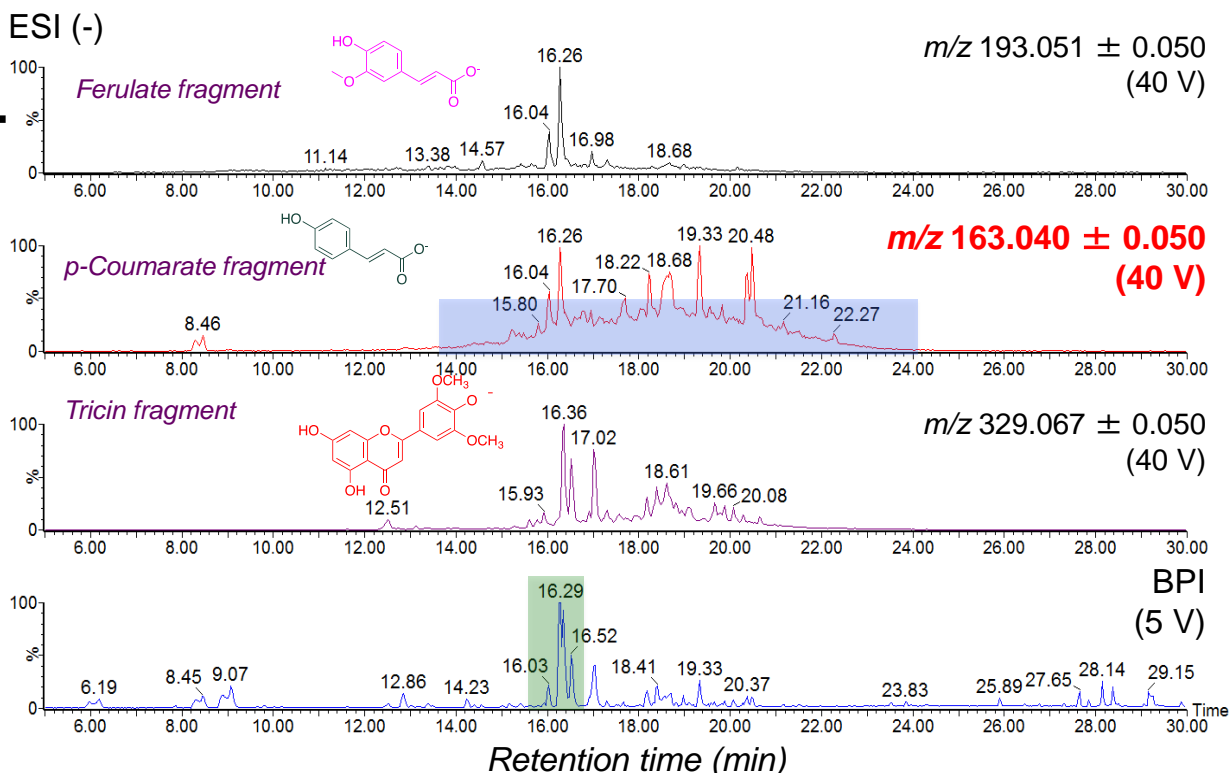 ESI (-)
Ferulate fragment
HO
O
O-
O
m/z 193.051 ± 0.050
(40 V)
100
%
0
11.14
13.38
14.57
16.04
16.26
16.98
18.68
6.00 8.00 10.00 12.00 14.00 16.00 18.00 20.00 22.00 24.00 26.00 28.00 30.00
p-Coumarate fragment
HO
O-
O
m/z 163.040 ± 0.050
(40 V)
100
%
0
8.46
15.80
16.04
16.26
17.70
18.22
18.68
19.33
20.48
21.16
22.27
6.00 8.00 10.00 12.00 14.00 16.00 18.00 20.00 22.00 24.00 26.00 28.00 30.00
Tricin fragment
OCH3
O
-
HO
O
OCH3
OH
O
m/z 329.067 ± 0.050
(40 V)
100
%
0
12.51
15.93
16.36
17.02
18.61
19.66
20.08
6.00 8.00 10.00 12.00 14.00 16.00 18.00 20.00 22.00 24.00 26.00 28.00 30.00
BPI
(5 V)
100
%
0
6.19
8.45
9.07
12.86
14.23
16.03
16.29
16.52
18.41
19.33
20.37
23.83
25.89
27.65
28.14
29.15
Time
6.00 8.00 10.00 12.00 14.00 16.00 18.00 20.00 22.00 24.00 26.00 28.00 30.00
Retention time (min)